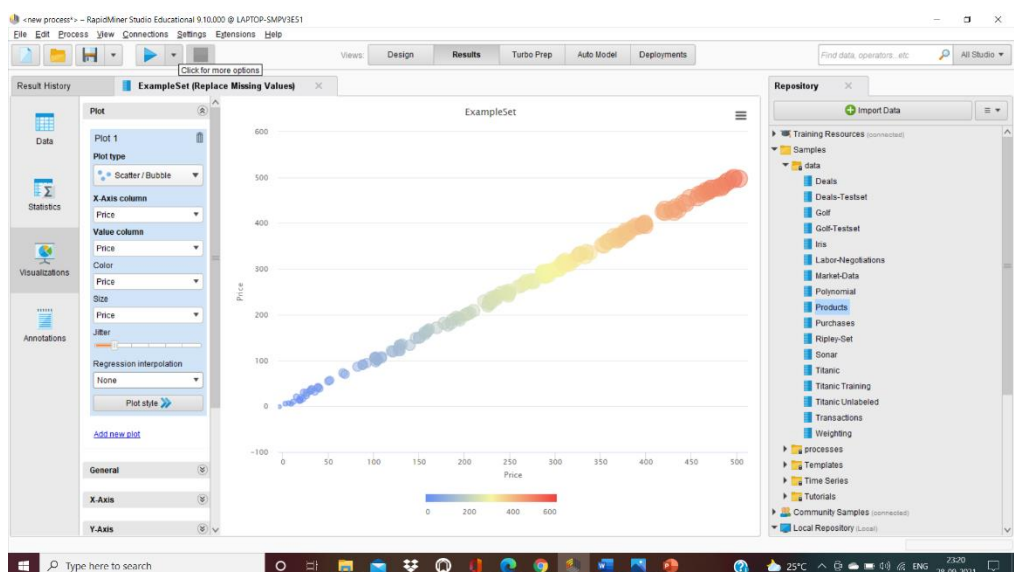 <new process*> – RapidMiner Studio Educational 9.10.000 @ LAPTOP-SMPV3E51
File Edit Process View Connections Settings Extensions Help
Views: Design Results Turbo Prep Auto Model Deployments
Find data, operators...etc
All Studio
Click for more options
Result History
ExampleSet (Replace Missing Values)
Data
Statistics
Visualizations
Annotations
Plot
Plot 1
Plot type
Scatter / Bubble
X-Axis column
Price
Value column
Price
Color
Price
Size
Price
Jitter
Regression interpolation
None
Plot style
Add new plot
General
X-Axis
Y-Axis
ExampleSet
600
500
400
300
200
100
0
-100
Price
0 50 100 150 200 250 300 350 400 450 500
Price
0 200 400 600
Repository
Import Data
Training Resources (connected)
Samples
data
Deals
Deals-Testset
Golf
Golf-Testset
Iris
Labor-Negotiations
Market-Data
Polynomial
Products
Purchases
Ripley-Set
Sonar
Titanic
Titanic Training
Titanic Unlabeled
Transactions
Weighting
processes
Templates
Time Series
Tutorials
Community Samples (connected)
Local Repository (Local)
Type here to search
25°C
ENG
23:20
28-09-2021